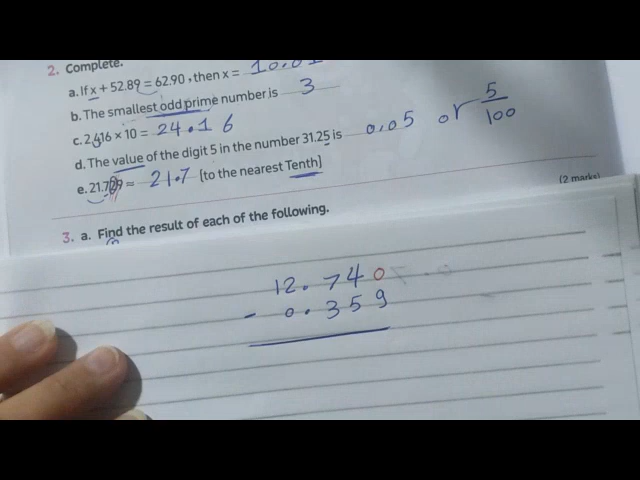 2. Complete.
a. If x + 52.89 = 62.90, then x = 10.01
b. The smallest odd prime number is 3
c. 2.416 × 10 = 24.16
d. The value of the digit 5 in the number 31.25 is 0.05 or 5/100
e. 21.729 ≈ 21.7 [to the nearest Tenth]
(2 marks)
3. a. Find the result of each of the following.
12.740
- 0.359